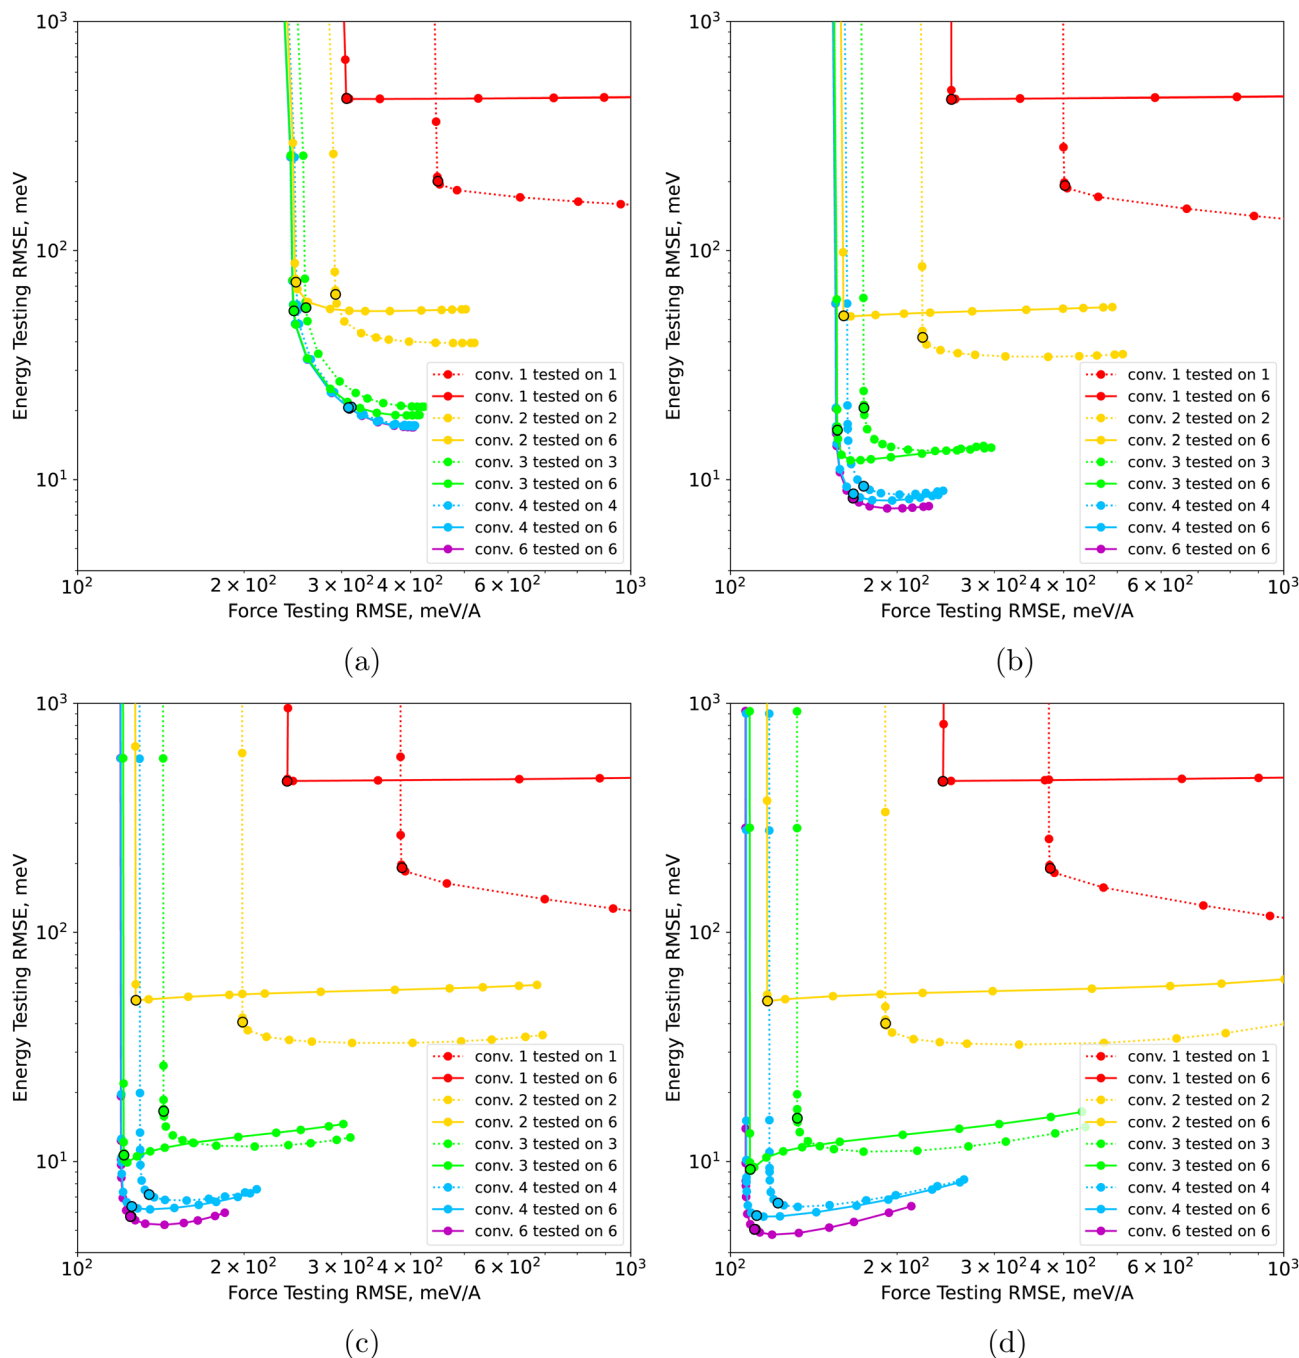 10³
10²
10¹
Energy Testing RMSE, meV
conv. 1 tested on 1
conv. 1 tested on 6
conv. 2 tested on 2
conv. 2 tested on 6
conv. 3 tested on 3
conv. 3 tested on 6
conv. 4 tested on 4
conv. 4 tested on 6
conv. 6 tested on 6
10² 2 × 10² 3 × 10² 4 × 10² 6 × 10² 10³
Force Testing RMSE, meV/A
(a)
10³
10²
10¹
Energy Testing RMSE, meV
conv. 1 tested on 1
conv. 1 tested on 6
conv. 2 tested on 2
conv. 2 tested on 6
conv. 3 tested on 3
conv. 3 tested on 6
conv. 4 tested on 4
conv. 4 tested on 6
conv. 6 tested on 6
10² 2 × 10² 3 × 10² 4 × 10² 6 × 10² 10³
Force Testing RMSE, meV/A
(b)
10³
10²
10¹
Energy Testing RMSE, meV
conv. 1 tested on 1
conv. 1 tested on 6
conv. 2 tested on 2
conv. 2 tested on 6
conv. 3 tested on 3
conv. 3 tested on 6
conv. 4 tested on 4
conv. 4 tested on 6
conv. 6 tested on 6
10² 2 × 10² 3 × 10² 4 × 10² 6 × 10² 10³
Force Testing RMSE, meV/A
(c)
10³
10²
10¹
Energy Testing RMSE, meV
conv. 1 tested on 1
conv. 1 tested on 6
conv. 2 tested on 2
conv. 2 tested on 6
conv. 3 tested on 3
conv. 3 tested on 6
conv. 4 tested on 4
conv. 4 tested on 6
conv. 6 tested on 6
10² 2 × 10² 3 × 10² 4 × 10² 6 × 10² 10³
Force Testing RMSE, meV/A
(d)